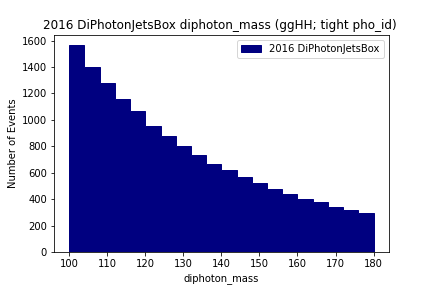 2016 DiPhotonJetsBox diphoton_mass (ggHH; tight pho_id)
2016 DiPhotonJetsBox
Number of Events
1600
1400
1200
1000
800
600
400
200
0
100 110 120 130 140 150 160 170 180
diphoton_mass